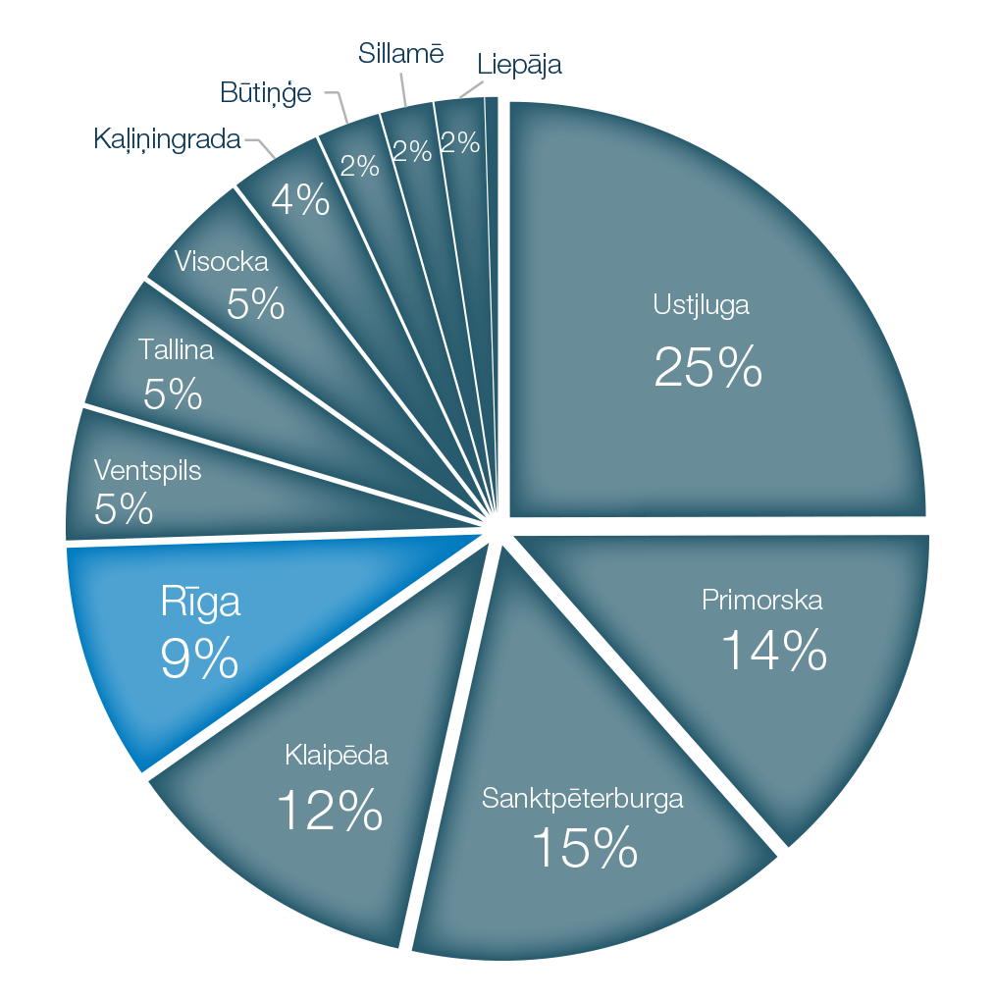 Sillamē
Liepāja
Būtiņģe
Kaļiņingrada
2%
2%
2%
4%
Visocka
5%
Tallina
5%
Ventspils
5%
Rīga
9%
Klaipēda
12%
Sanktpēterburga
15%
Primorska
14%
Ustjluga
25%